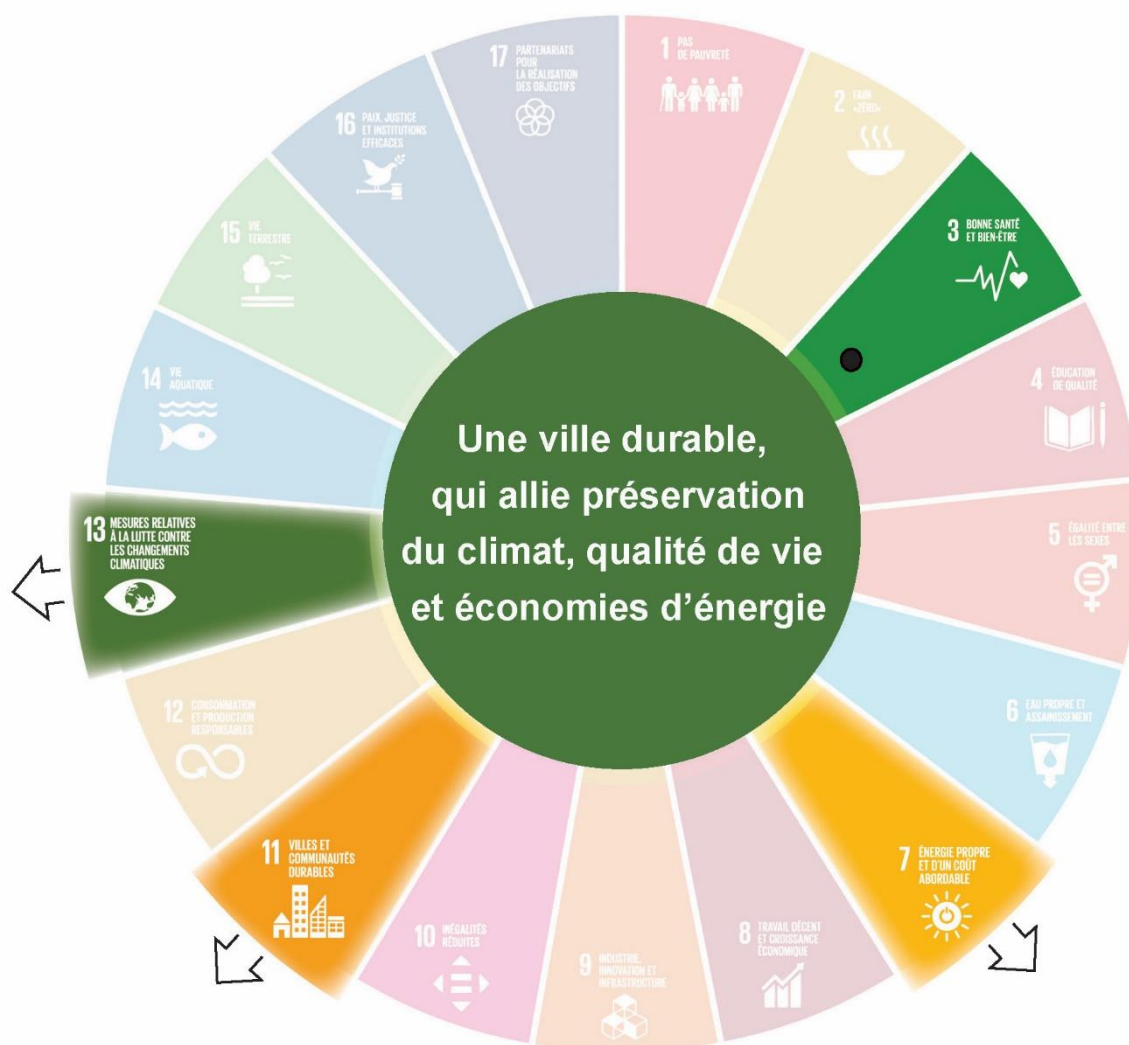 1 PAS
DE PAUVRETÉ
2 FAIM
«ZÉRO»
3 BONNE SANTÉ
ET BIEN-ÊTRE
4 ÉDUCATION
DE QUALITÉ
5 ÉGALITÉ ENTRE
LES SEXES
6 EAU PROPRE ET
ASSAINISSEMENT
7 ÉNERGIE PROPRE
ET D'UN COÛT
ABORDABLE
8 TRAVAIL DÉCENT
ET CROISSANCE
ÉCONOMIQUE
9 INDUSTRIE,
INNOVATION ET
INFRASTRUCTURE
10 INÉGALITÉS
RÉDUITES
11 VILLES ET
COMMUNAUTÉS
DURABLES
12 CONSOMMATION
ET PRODUCTION
RESPONSABLES
13 MESURES RELATIVES
À LA LUTTE CONTRE
LES CHANGEMENTS
CLIMATIQUES
14 VIE
AQUATIQUE
15 VIE
TERRESTRE
16 PAIX, JUSTICE
ET INSTITUTIONS
EFFICACES
17 PARTENARIATS
POUR
LA RÉALISATION
DES OBJECTIFS
Une ville durable,
qui allie préservation
du climat, qualité de vie
et économies d’énergie